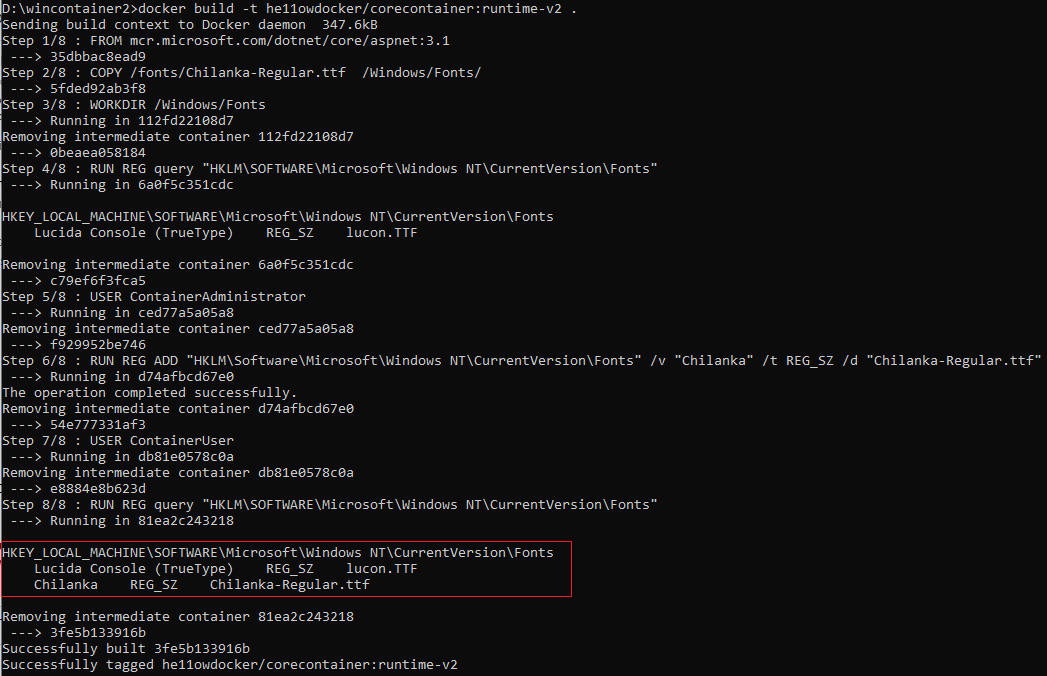 D:\wincontainer2>docker build -t he11owdocker/corecontainer:runtime-v2 .
Sending build context to Docker daemon  347.6kB
Step 1/8 : FROM mcr.microsoft.com/dotnet/core/aspnet:3.1
 ---> 35dbbac8ead9
Step 2/8 : COPY /fonts/Chilanka-Regular.ttf  /Windows/Fonts/
 ---> 5fded92ab3f8
Step 3/8 : WORKDIR /Windows/Fonts
 ---> Running in 112fd22108d7
Removing intermediate container 112fd22108d7
 ---> 0beaea058184
Step 4/8 : RUN REG query "HKLM\SOFTWARE\Microsoft\Windows NT\CurrentVersion\Fonts"
 ---> Running in 6a0f5c351cdc
HKEY_LOCAL_MACHINE\SOFTWARE\Microsoft\Windows NT\CurrentVersion\Fonts
    Lucida Console (TrueType)    REG_SZ    lucon.TTF
Removing intermediate container 6a0f5c351cdc
 ---> c79ef6f3fca5
Step 5/8 : USER ContainerAdministrator
 ---> Running in ced77a5a05a8
Removing intermediate container ced77a5a05a8
 ---> f929952be746
Step 6/8 : RUN REG ADD "HKLM\Software\Microsoft\Windows NT\CurrentVersion\Fonts" /v "Chilanka" /t REG_SZ /d "Chilanka-Regular.ttf"
 ---> Running in d74afbcd67e0
The operation completed successfully.
Removing intermediate container d74afbcd67e0
 ---> 54e777331af3
Step 7/8 : USER ContainerUser
 ---> Running in db81e0578c0a
Removing intermediate container db81e0578c0a
 ---> e8884e8b623d
Step 8/8 : RUN REG query "HKLM\SOFTWARE\Microsoft\Windows NT\CurrentVersion\Fonts"
 ---> Running in 81ea2c243218
HKEY_LOCAL_MACHINE\SOFTWARE\Microsoft\Windows NT\CurrentVersion\Fonts
    Lucida Console (TrueType)    REG_SZ    lucon.TTF
    Chilanka    REG_SZ    Chilanka-Regular.ttf
Removing intermediate container 81ea2c243218
 ---> 3fe5b133916b
Successfully built 3fe5b133916b
Successfully tagged he11owdocker/corecontainer:runtime-v2